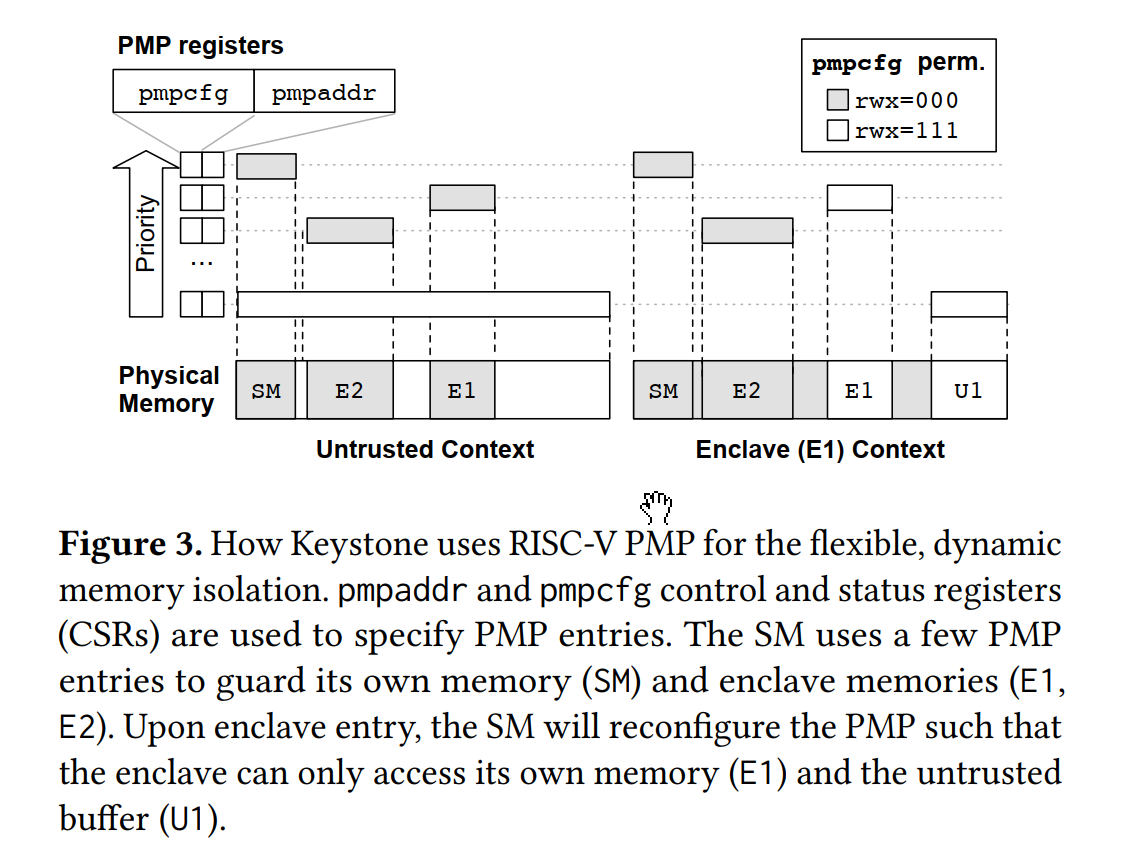 PMP registers
pmpcfg pmpaddr
pmpcfg perm.
rwx=000
rwx=111
Priority
...
Physical
Memory
SM E2 E1
SM E2 E1 U1
Untrusted Context
Enclave (E1) Context
Figure 3. How Keystone uses RISC-V PMP for the flexible, dynamic
memory isolation. pmpaddr and pmpcfg control and status registers
(CSRs) are used to specify PMP entries. The SM uses a few PMP
entries to guard its own memory (SM) and enclave memories (E1,
E2). Upon enclave entry, the SM will reconfigure the PMP such that
the enclave can only access its own memory (E1) and the untrusted
buffer (U1).